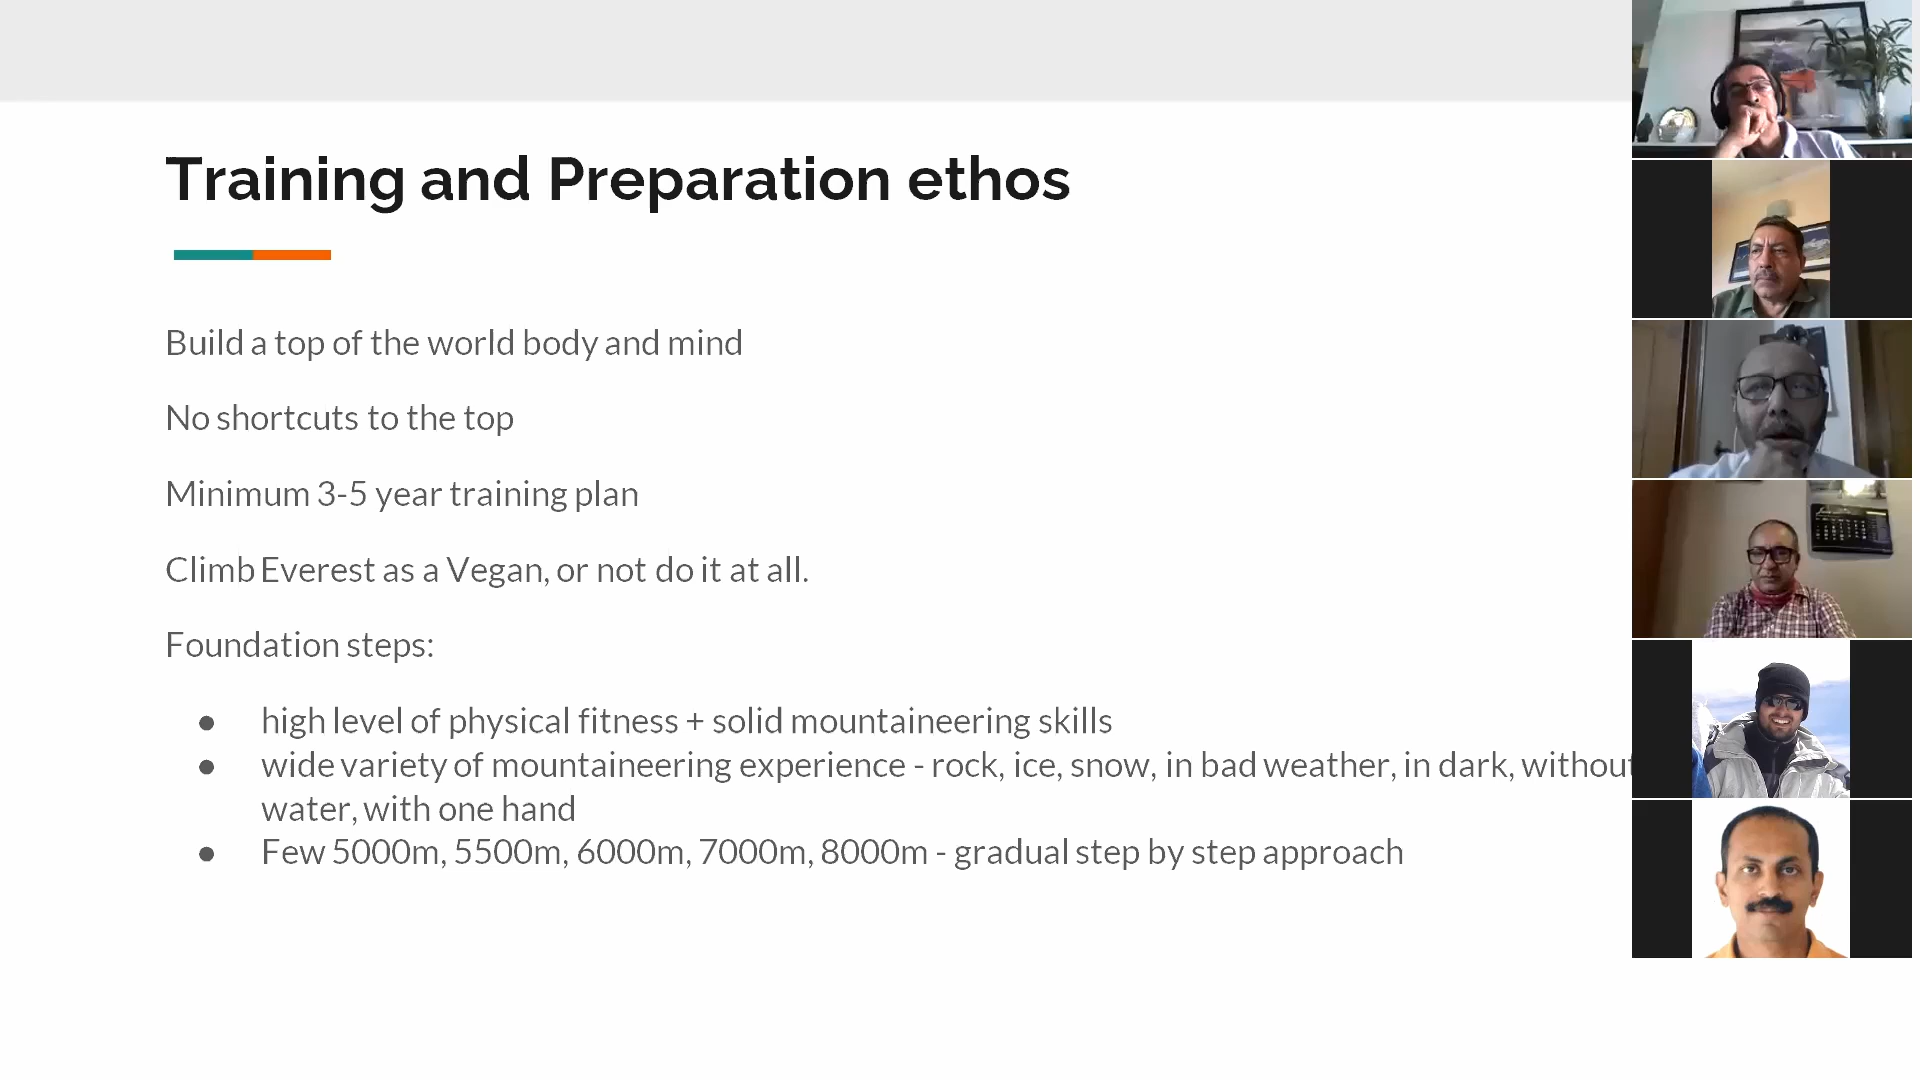 Training and Preparation ethos
Build a top of the world body and mind
No shortcuts to the top
Minimum 3-5 year training plan
Climb Everest as a Vegan, or not do it at all.
Foundation steps:
● high level of physical fitness + solid mountaineering skills
● wide variety of mountaineering experience - rock, ice, snow, in bad weather, in dark, without
water, with one hand
● Few 5000m, 5500m, 6000m, 7000m, 8000m - gradual step by step approach